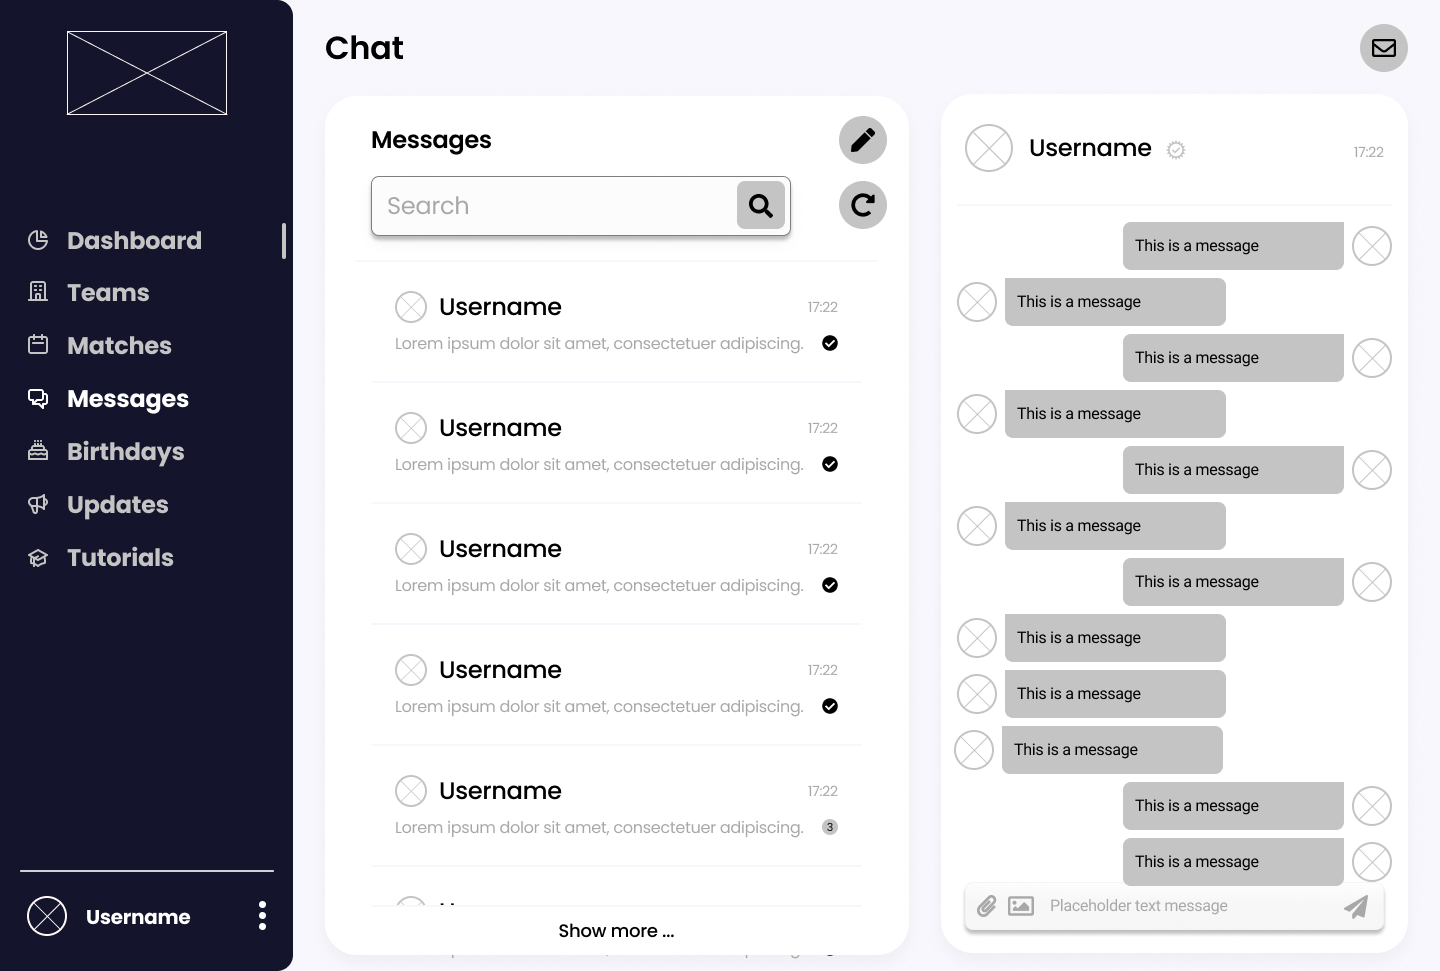 Dashboard
Teams
Matches
Messages
Birthdays
Updates
Tutorials
Username
Chat
Messages
Search
Username 17:22
Lorem ipsum dolor sit amet, consectetuer adipiscing.
Username 17:22
Lorem ipsum dolor sit amet, consectetuer adipiscing.
Username 17:22
Lorem ipsum dolor sit amet, consectetuer adipiscing.
Username 17:22
Lorem ipsum dolor sit amet, consectetuer adipiscing.
Username 17:22
Lorem ipsum dolor sit amet, consectetuer adipiscing. 3
Show more ...
Username 17:22
This is a message
This is a message
This is a message
This is a message
This is a message
This is a message
This is a message
This is a message
This is a message
This is a message
This is a message
This is a message
Placeholder text message